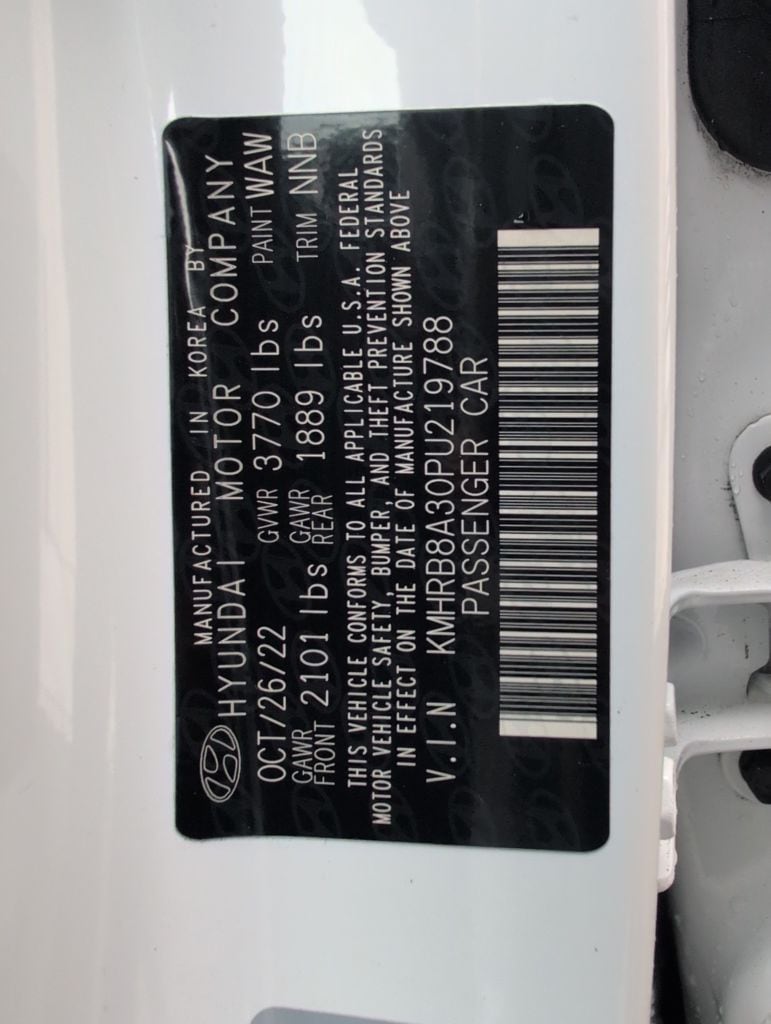 MANUFACTURED IN KOREA BY
HYUNDAI MOTOR COMPANY
OCT/26/22 GVWR 3770 lbs PAINT WAW
GAWR FRONT 2101 lbs GAWR REAR 1889 lbs TRIM NNB
THIS VEHICLE CONFORMS TO ALL APPLICABLE U.S.A. FEDERAL
MOTOR VEHICLE SAFETY, BUMPER, AND THEFT PREVENTION STANDARDS
IN EFFECT ON THE DATE OF MANUFACTURE SHOWN ABOVE
V.I.N KMHRB8A30PU219788
PASSENGER CAR